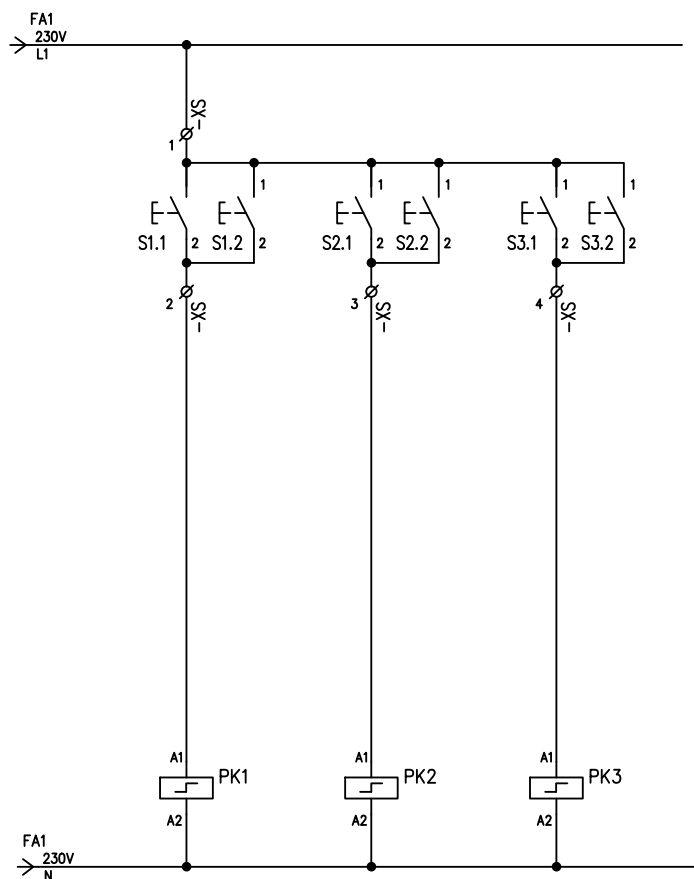 FA1
230V
L1
-XS
1
1 1 1 1 1
S1.1 2 S1.2 2 S2.1 2 S2.2 2 S3.1 2 S3.2 2
2 -XS 3 -XS 4 -XS
A1 A1 A1
PK1 PK2 PK3
A2 A2 A2
FA1
230V
N